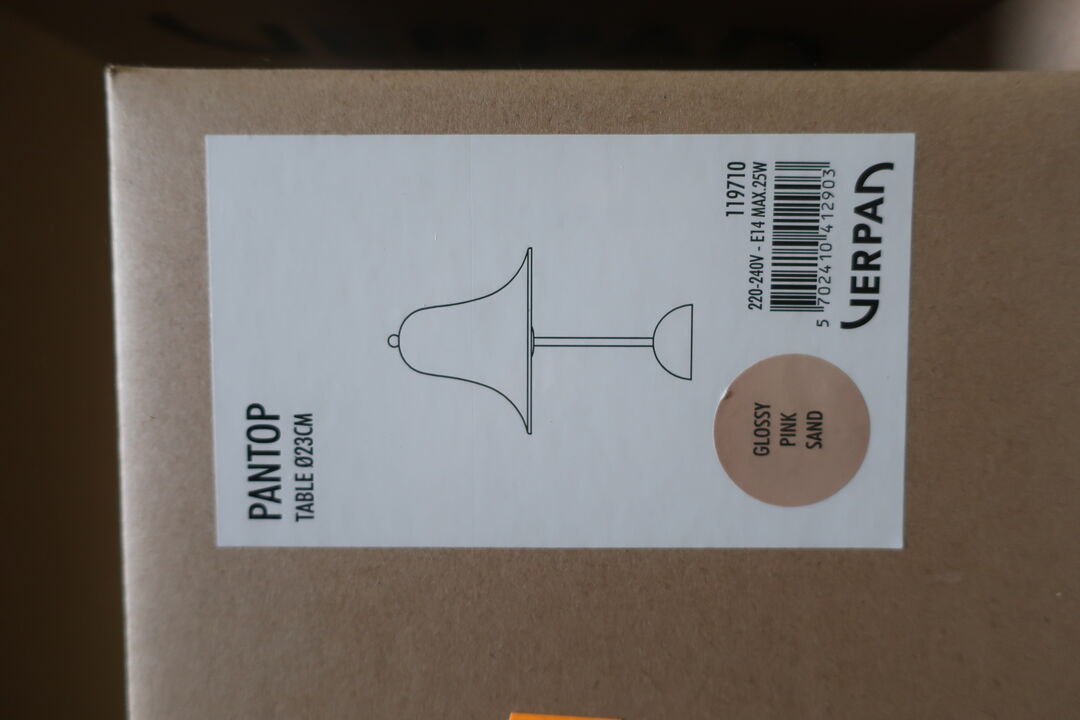 PANTOP
TABLE Ø23CM
GLOSSY
PINK
SAND
119710
220-240V - E14 MAX.25W
5 702410 412903
VERPAN